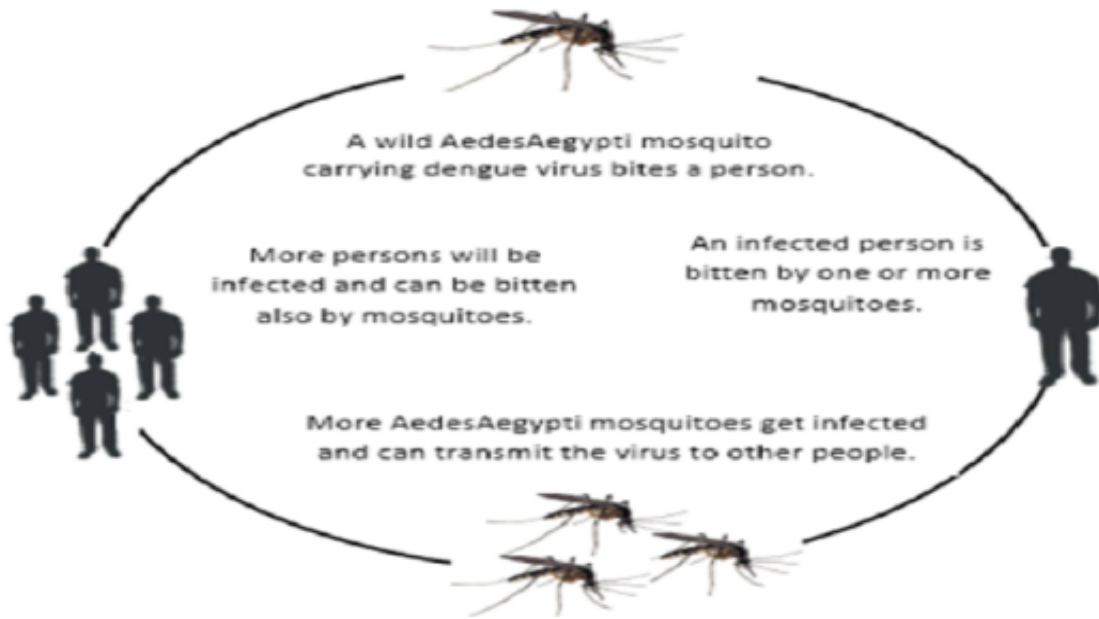 A wild AedesAegypti mosquito
carrying dengue virus bites a person.
An infected person is
bitten by one or more
mosquitoes.
More AedesAegypti mosquitoes get infected
and can transmit the virus to other people.
More persons will be
infected and can be bitten
also by mosquitoes.